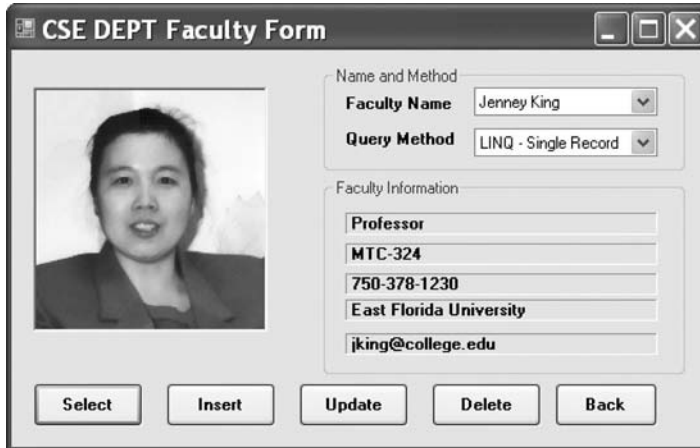 CSE DEPT Faculty Form
Name and Method
Faculty Name
Jenney King
Query Method
LINQ - Single Record
Faculty Information
Professor
MTC-324
750-378-1230
East Florida University
jking@college.edu
Select Insert Update Delete Back